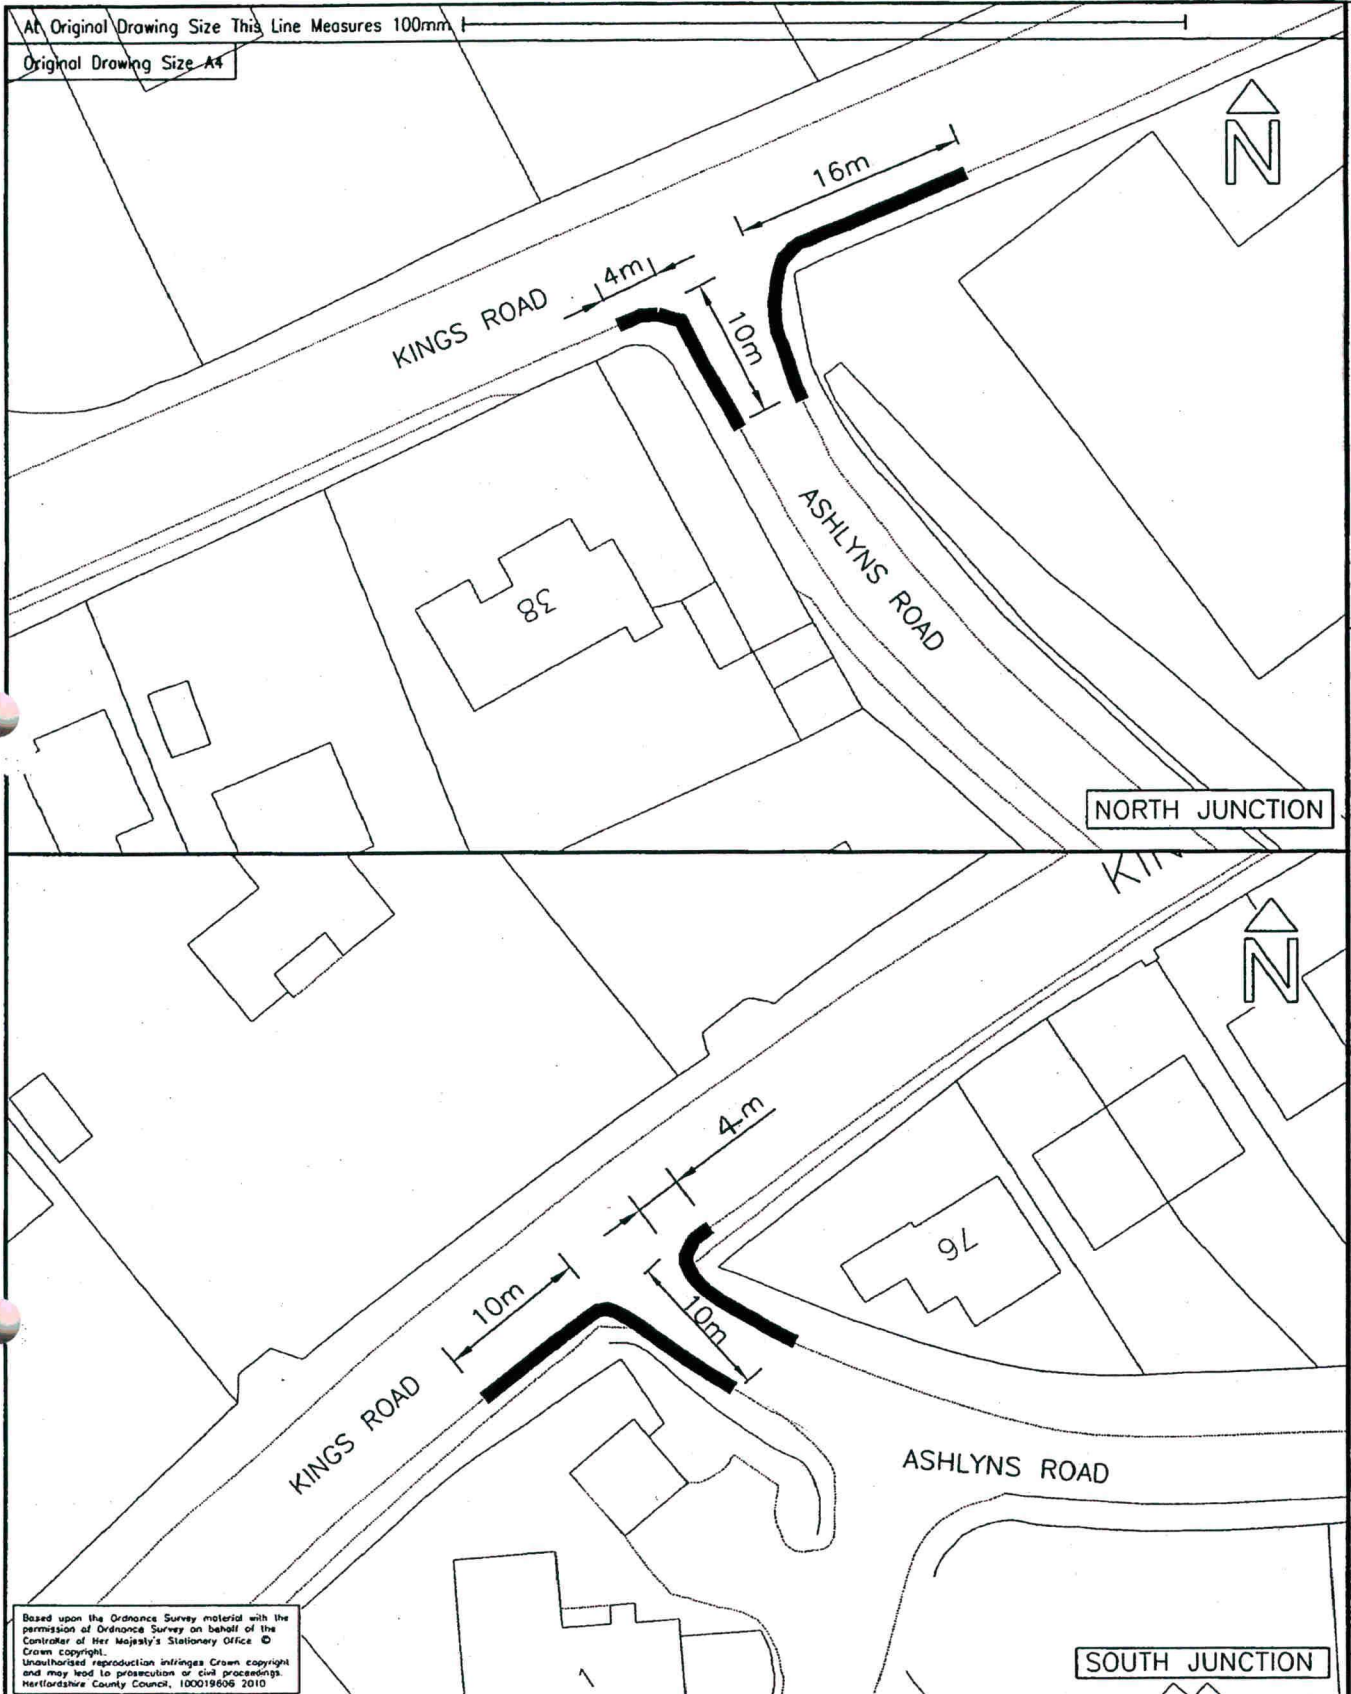 At Original Drawing Size This Line Measures 100mm
Original Drawing Size A4
N
16m
4m
10m
KINGS ROAD
ASHLYNS ROAD
38
NORTH JUNCTION
N
4m
76
10m
10m
KINGS ROAD
ASHLYNS ROAD
1
Based upon the Ordnance Survey material with the
permission of Ordnance Survey on behalf of the
Controller of Her Majesty's Stationery Office ©
Crown copyright.
Unauthorised reproduction infringes Crown copyright
and may lead to prosecution or civil proceedings.
Hertfordshire County Council, 100019606 2010
SOUTH JUNCTION